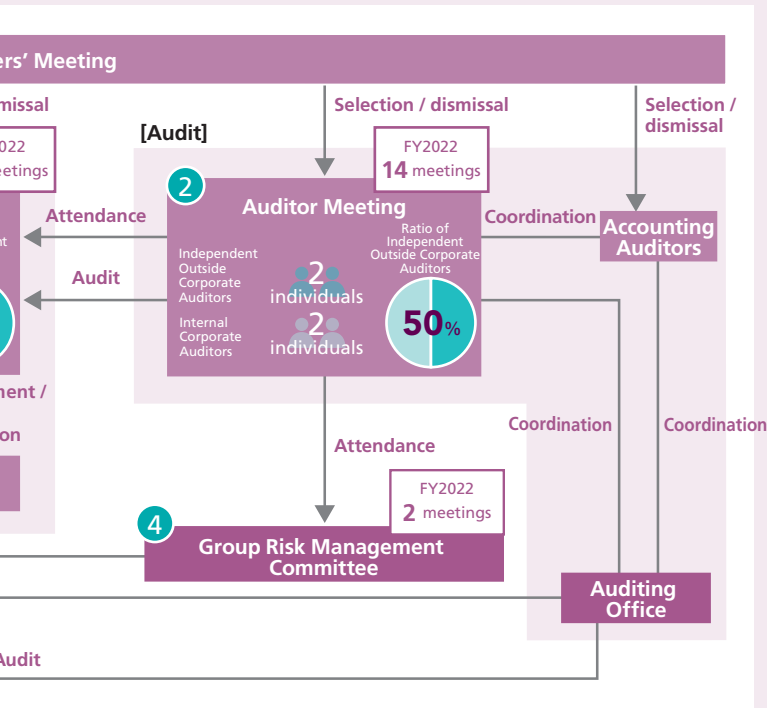 ers' Meeting
missal
Selection / dismissal
Selection /
dismissal
[Audit]
022
eetings
FY2022
14 meetings
2
Auditor Meeting
Attendance
Coordination
Accounting
Auditors
nt
Independent
Outside
Corporate
Auditors
2
individuals
Ratio of
Independent
Outside Corporate
Auditors
50%
Audit
Internal
Corporate
Auditors
2
individuals
ment /
on
Attendance
Coordination
Coordination
FY2022
2 meetings
4
Group Risk Management
Committee
Auditing
Office
Audit